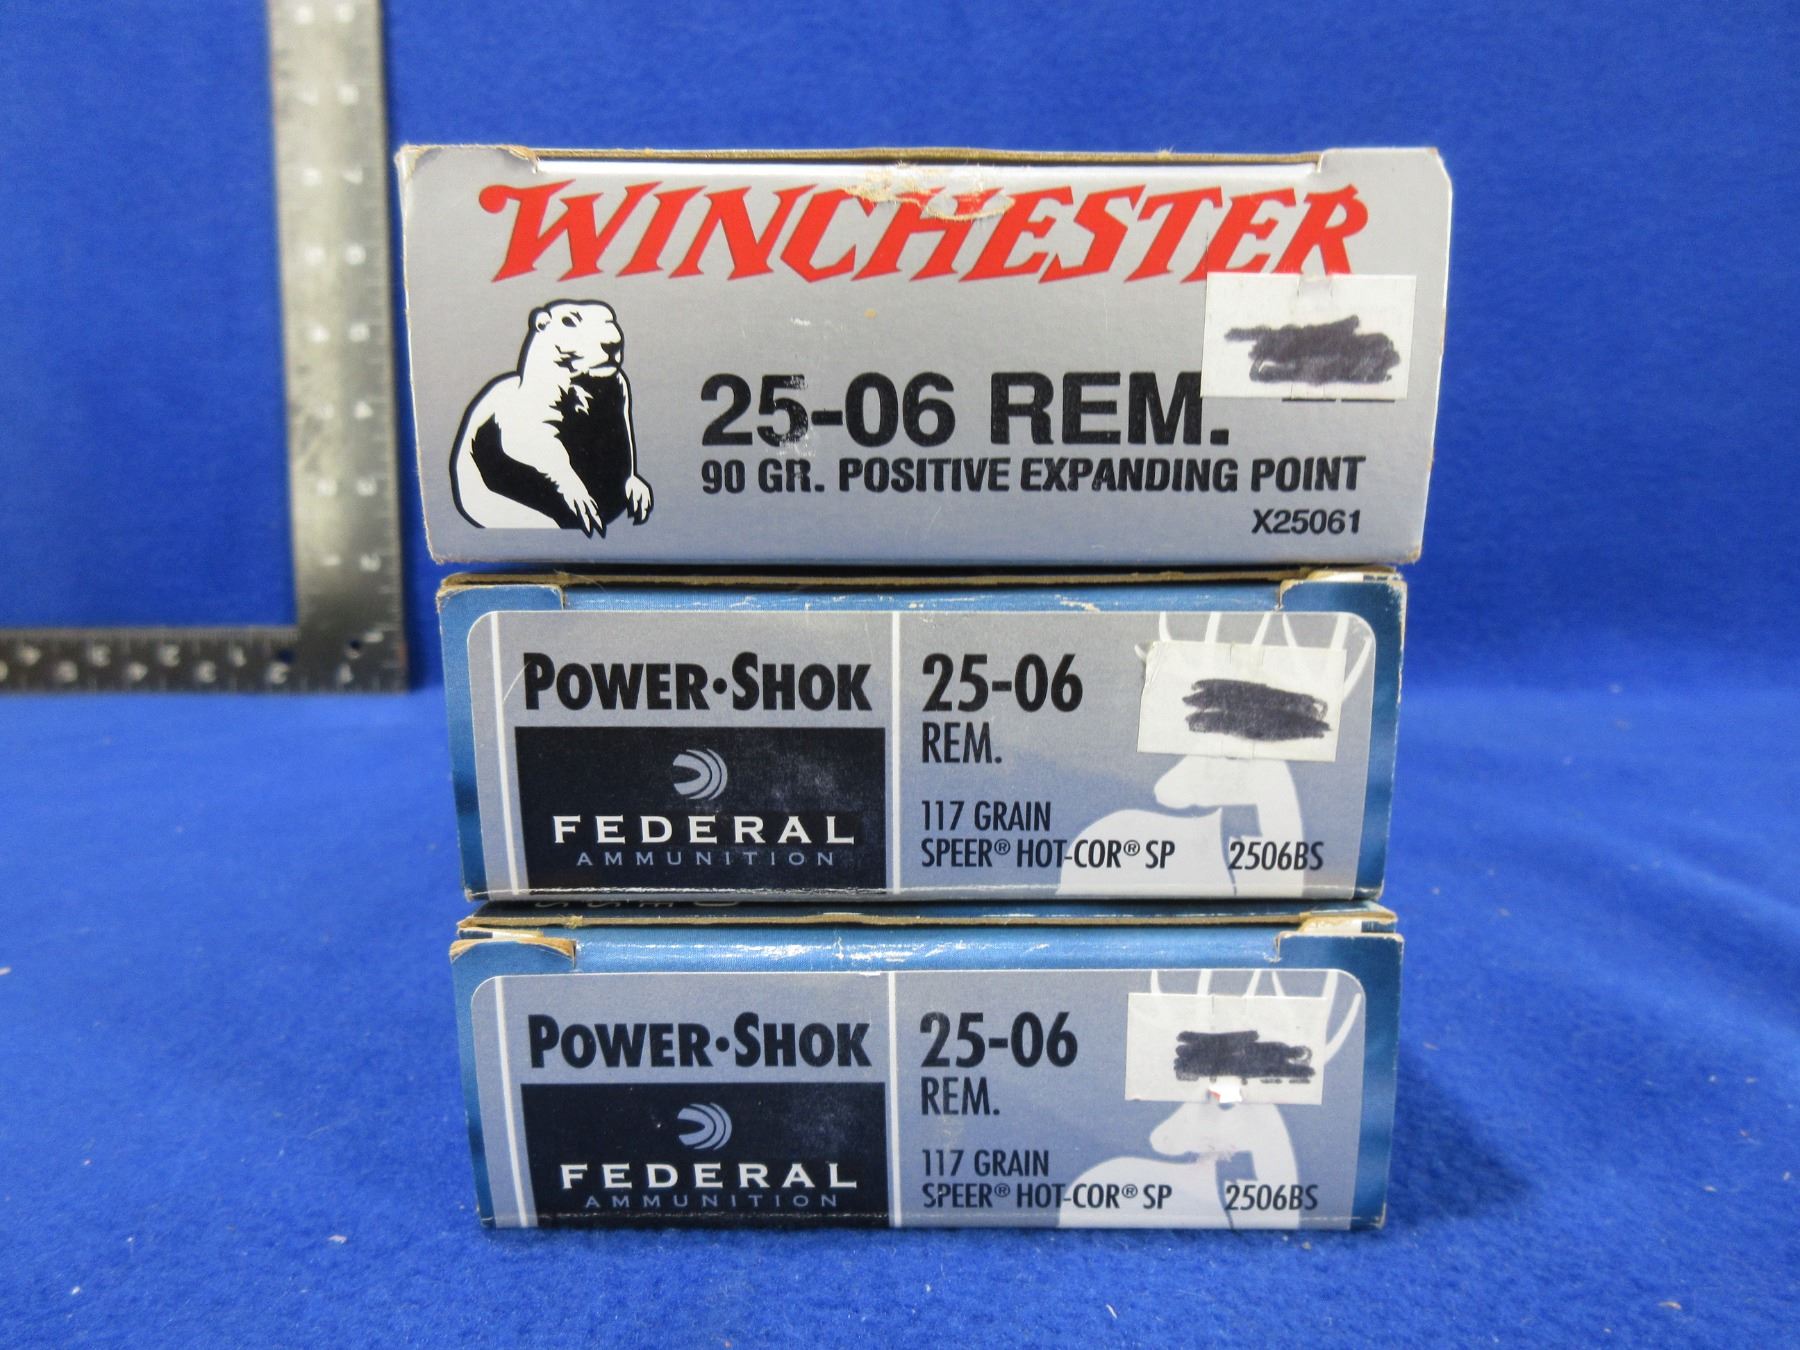 WINCHESTER
25-06 REM.
90 GR. POSITIVE EXPANDING POINT
X25061
POWER•SHOK
FEDERAL
AMMUNITION
25-06
REM.
117 GRAIN
SPEER® HOT-COR® SP 2506BS
POWER•SHOK
FEDERAL
AMMUNITION
25-06
REM.
117 GRAIN
SPEER® HOT-COR® SP 2506BS